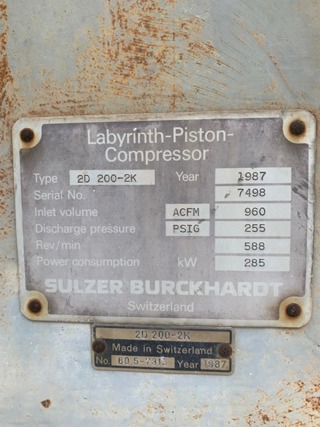 Labyrinth-Piston-
Compressor
Type 2D 200-2K Year 1987
Serial No. 7498
Inlet volume ACFM 960
Discharge pressure PSIG 255
Rev/min 588
Power consumption kW 285
SULZER BURCKHARDT
Switzerland
2D 200-2K
Made in Switzerland
No. Year 1987